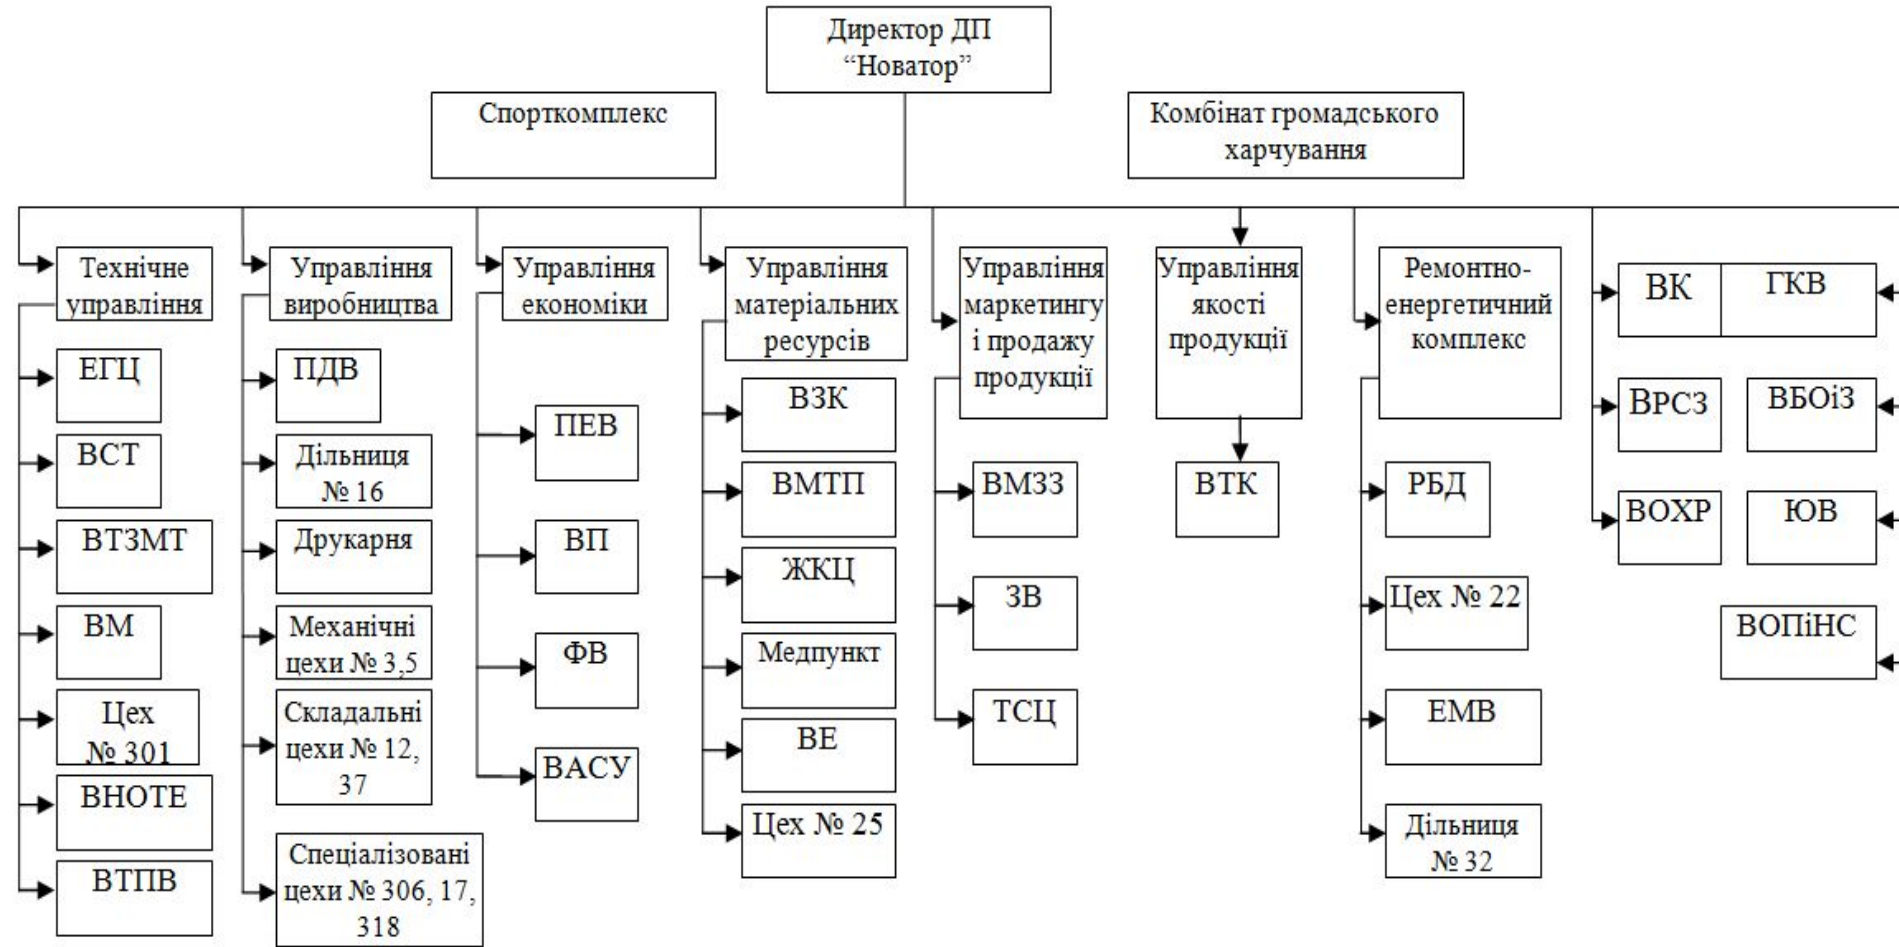 Директор ДП
“Новатор”
Спорткомплекс
Комбінат громадського
харчування
Технічне
управління
ЕГЦ
ВСТ
ВТЗМТ
ВМ
Цех
№ 301
ВНОТЕ
ВТПВ
Управління
виробництва
ПДВ
Дільниця
№ 16
Друкарня
Механічні
цехи № 3,5
Складальні
цехи № 12,
37
Спеціалізовані
цехи № 306, 17,
318
Управління
економіки
ПЕВ
ВП
ФВ
ВАСУ
Управління
матеріальних
ресурсів
ВЗК
ВМТП
ЖКЦ
Медпункт
ВЕ
Цех № 25
Управління
маркетингу
і продажу
продукції
ВМЗЗ
ЗВ
ТСЦ
Управління
якості
продукції
ВТК
Ремонтно-
енергетичний
комплекс
РБД
Цех № 22
ЕМВ
Дільниця
№ 32
ВК
ВРСЗ
ВОХР
ГКВ
ВБОіЗ
ЮВ
ВОПіНС